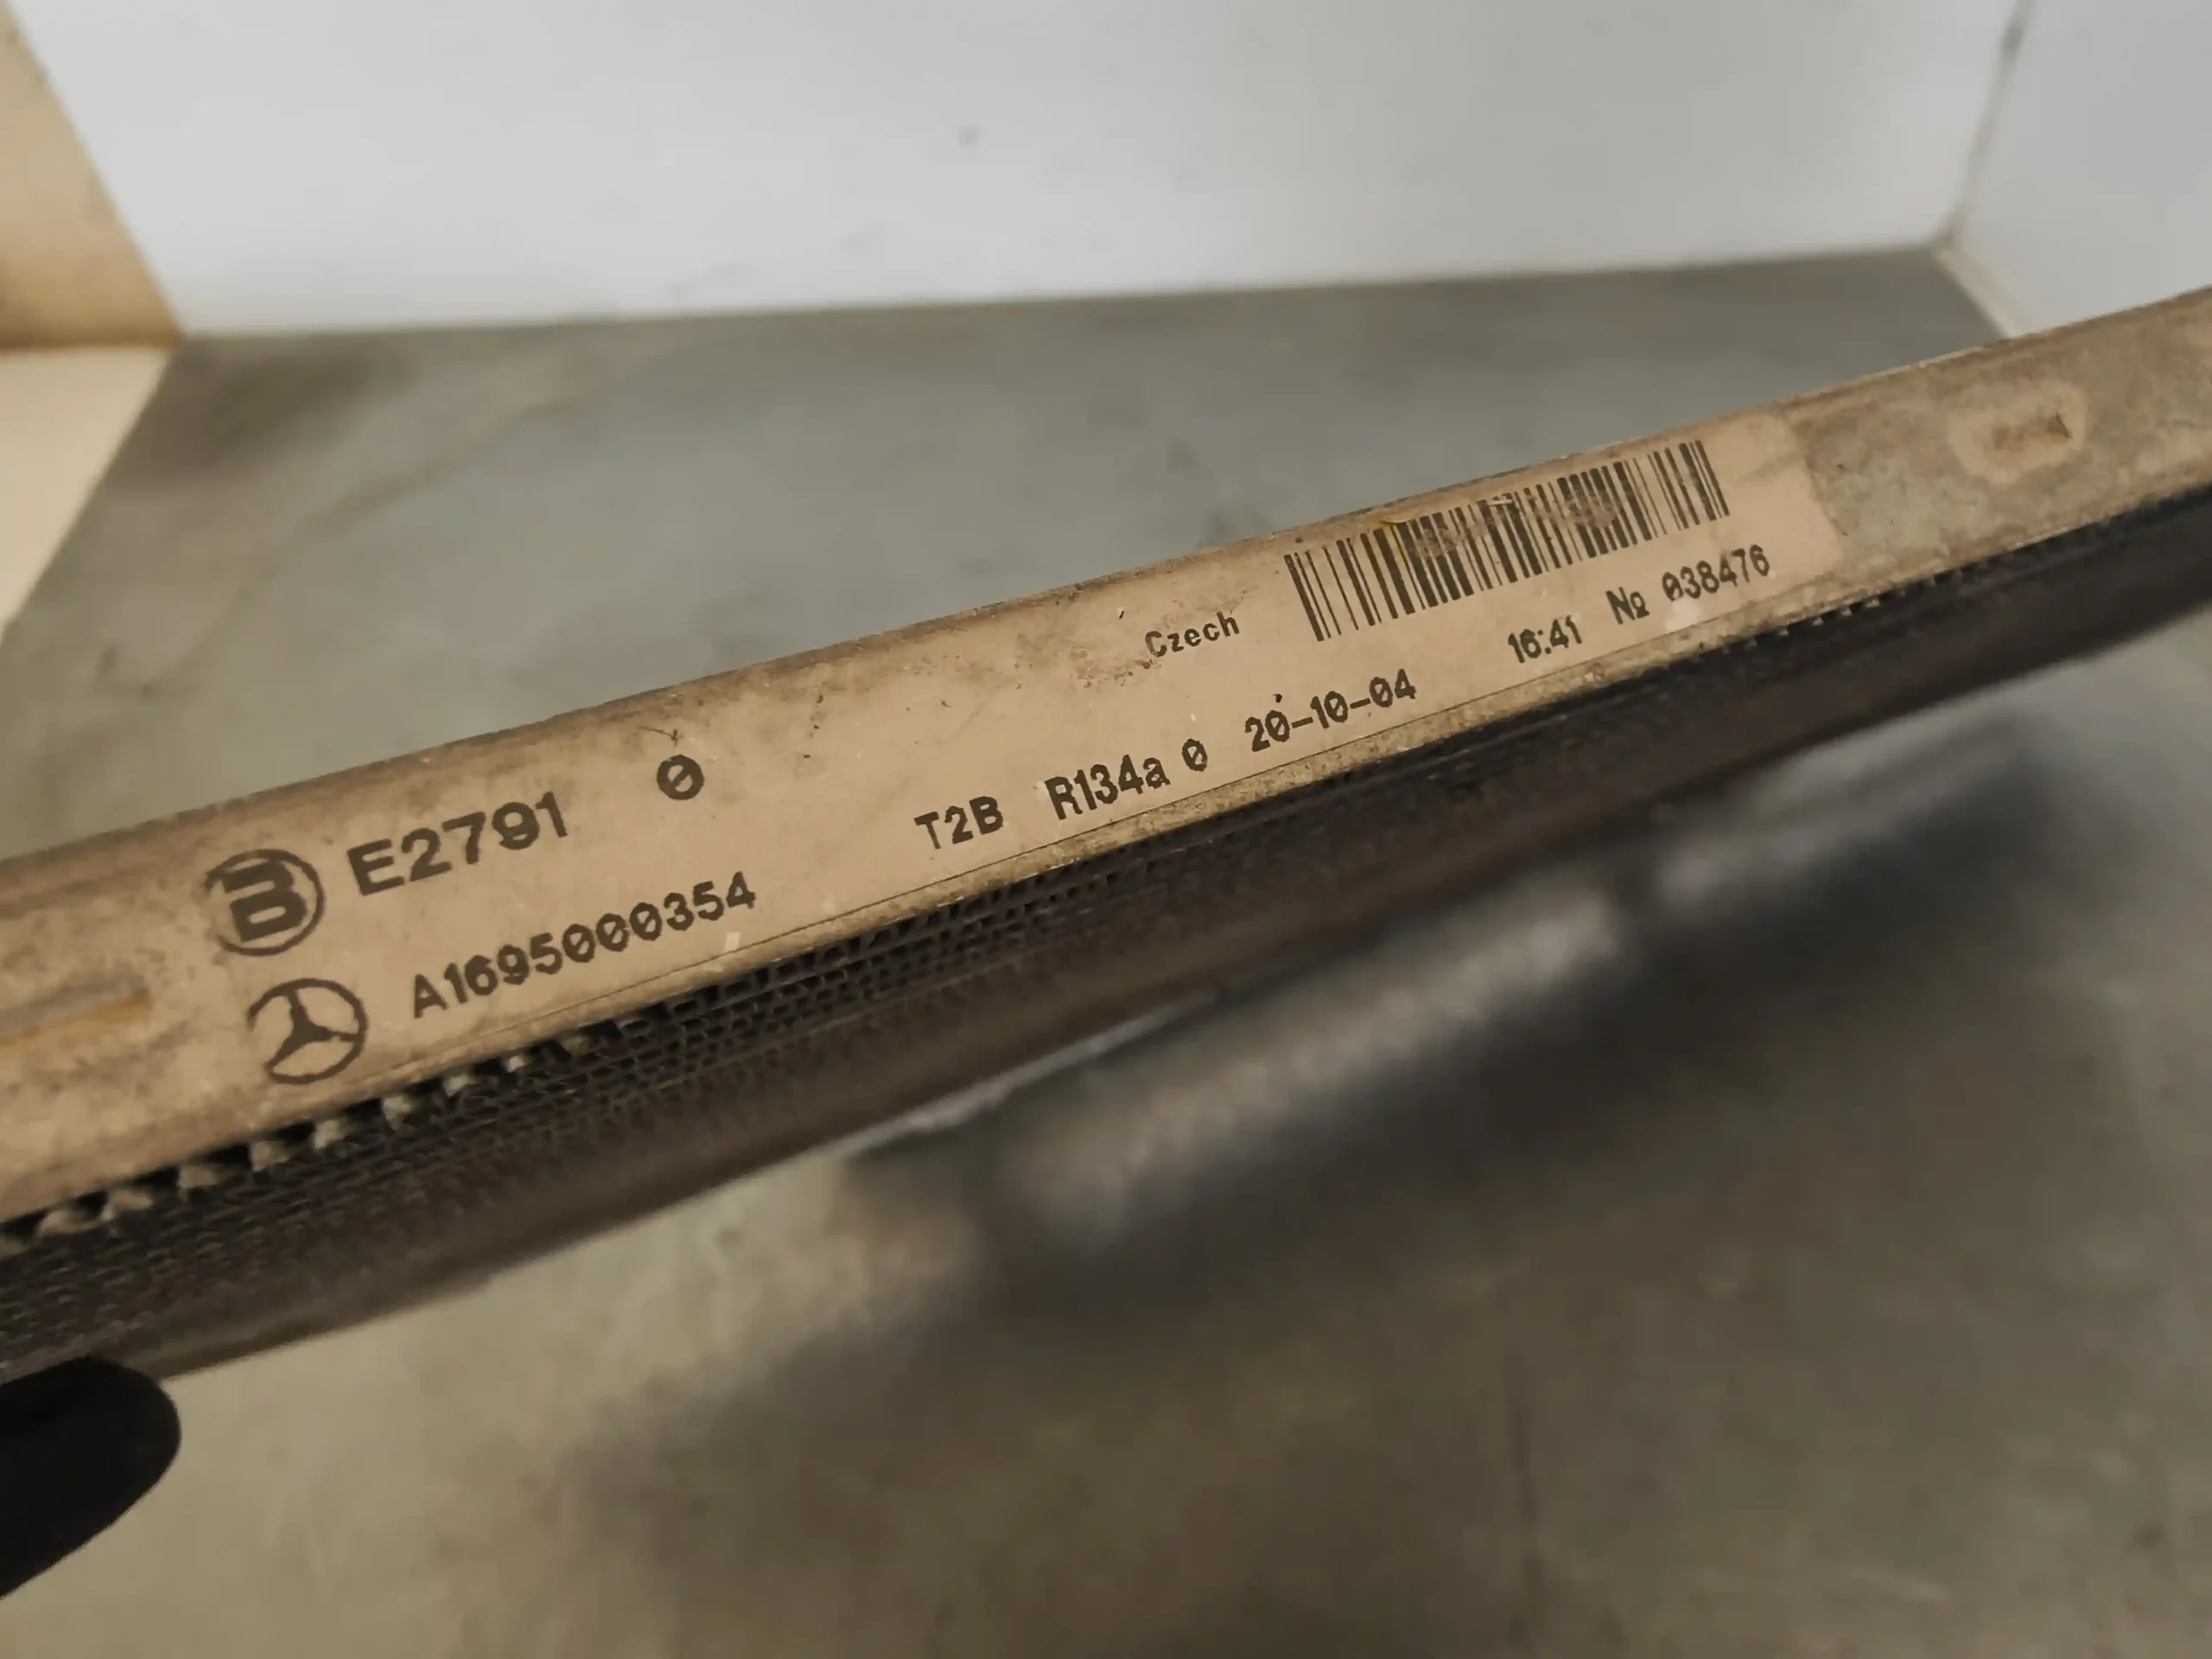 B E2791 0
A1695000354
Czech
T2B R134a 0 20-10-04 16:41 № 038476